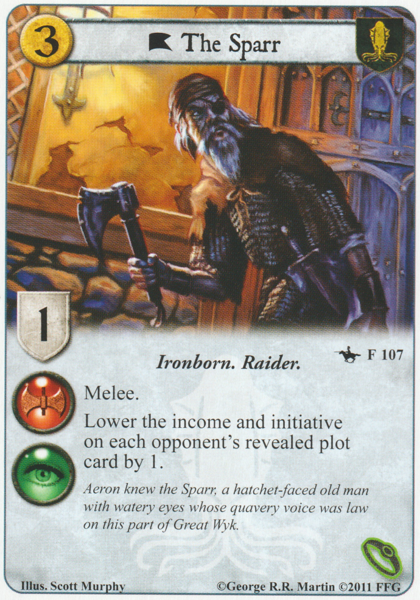 3
The Sparr
1
Ironborn. Raider.
F 107
Melee.
Lower the income and initiative
on each opponent's revealed plot
card by 1.
Aeron knew the Sparr, a hatchet-faced old man
with watery eyes whose quavery voice was law
on this part of Great Wyk.
Illus. Scott Murphy
©George R.R. Martin ©2011 FFG